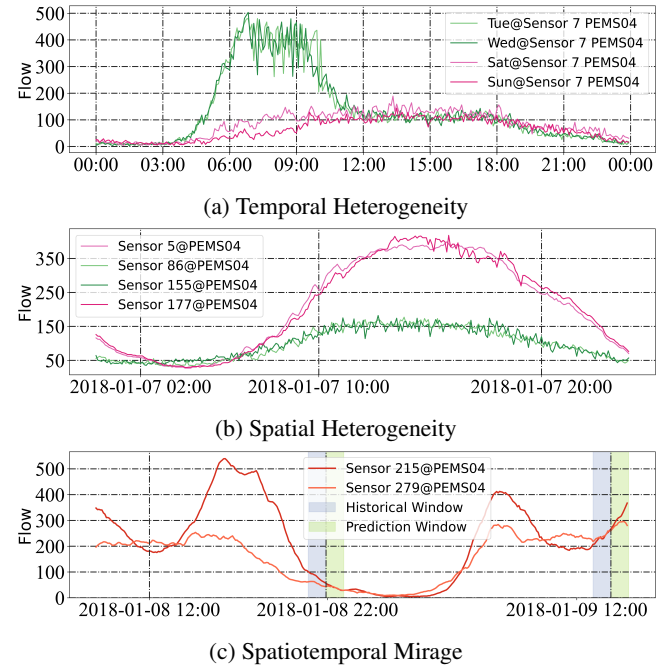 500
400
300
200
100
0
Flow
Tue@Sensor 7 PEMS04
Wed@Sensor 7 PEMS04
Sat@Sensor 7 PEMS04
Sun@Sensor 7 PEMS04
00:00 03:00 06:00 09:00 12:00 15:00 18:00 21:00 00:00
(a) Temporal Heterogeneity
350
250
150
50
Flow
Sensor 5@PEMS04
Sensor 86@PEMS04
Sensor 155@PEMS04
Sensor 177@PEMS04
2018-01-07 02:00 2018-01-07 10:00 2018-01-07 20:00
(b) Spatial Heterogeneity
500
400
300
200
100
0
Flow
Sensor 215@PEMS04
Sensor 279@PEMS04
Historical Window
Prediction Window
2018-01-08 12:00 2018-01-08 22:00 2018-01-09 12:00
(c) Spatiotemporal Mirage